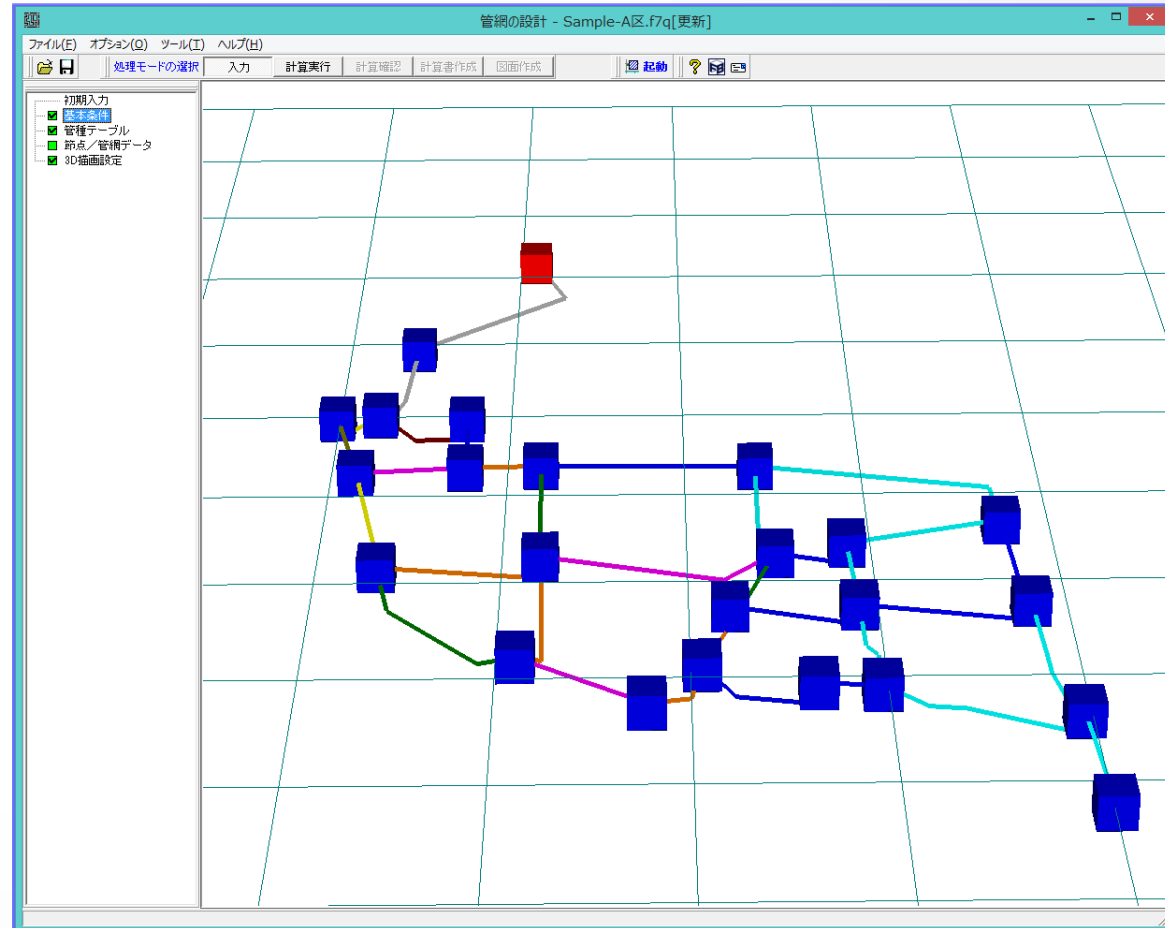 管網の設計 - Sample-A区.f7q[更新]
ファイル(F) オプション(O) ツール(T) ヘルプ(H)
処理モードの選択 入力 計算実行 計算確認 計算書作成 図面作成 起動
初期入力
基本条件
管種テーブル
節点／管網データ
3D描画設定